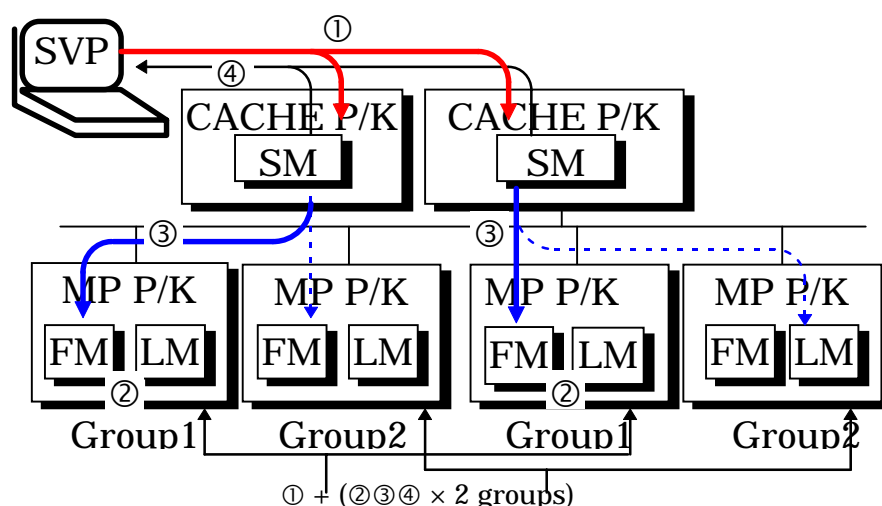 ①
SVP
④
CACHE P/K CACHE P/K
SM SM
③ ③
MP P/K MP P/K MP P/K MP P/K
FM LM FM LM FM LM FM LM
② ②
Group1 Group2 Group1 Group2
① + (②③④ × 2 groups)